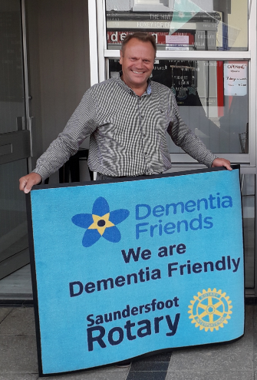 Dementia
Friends
We are
Dementia Friendly
Saundersfoot
Rotary